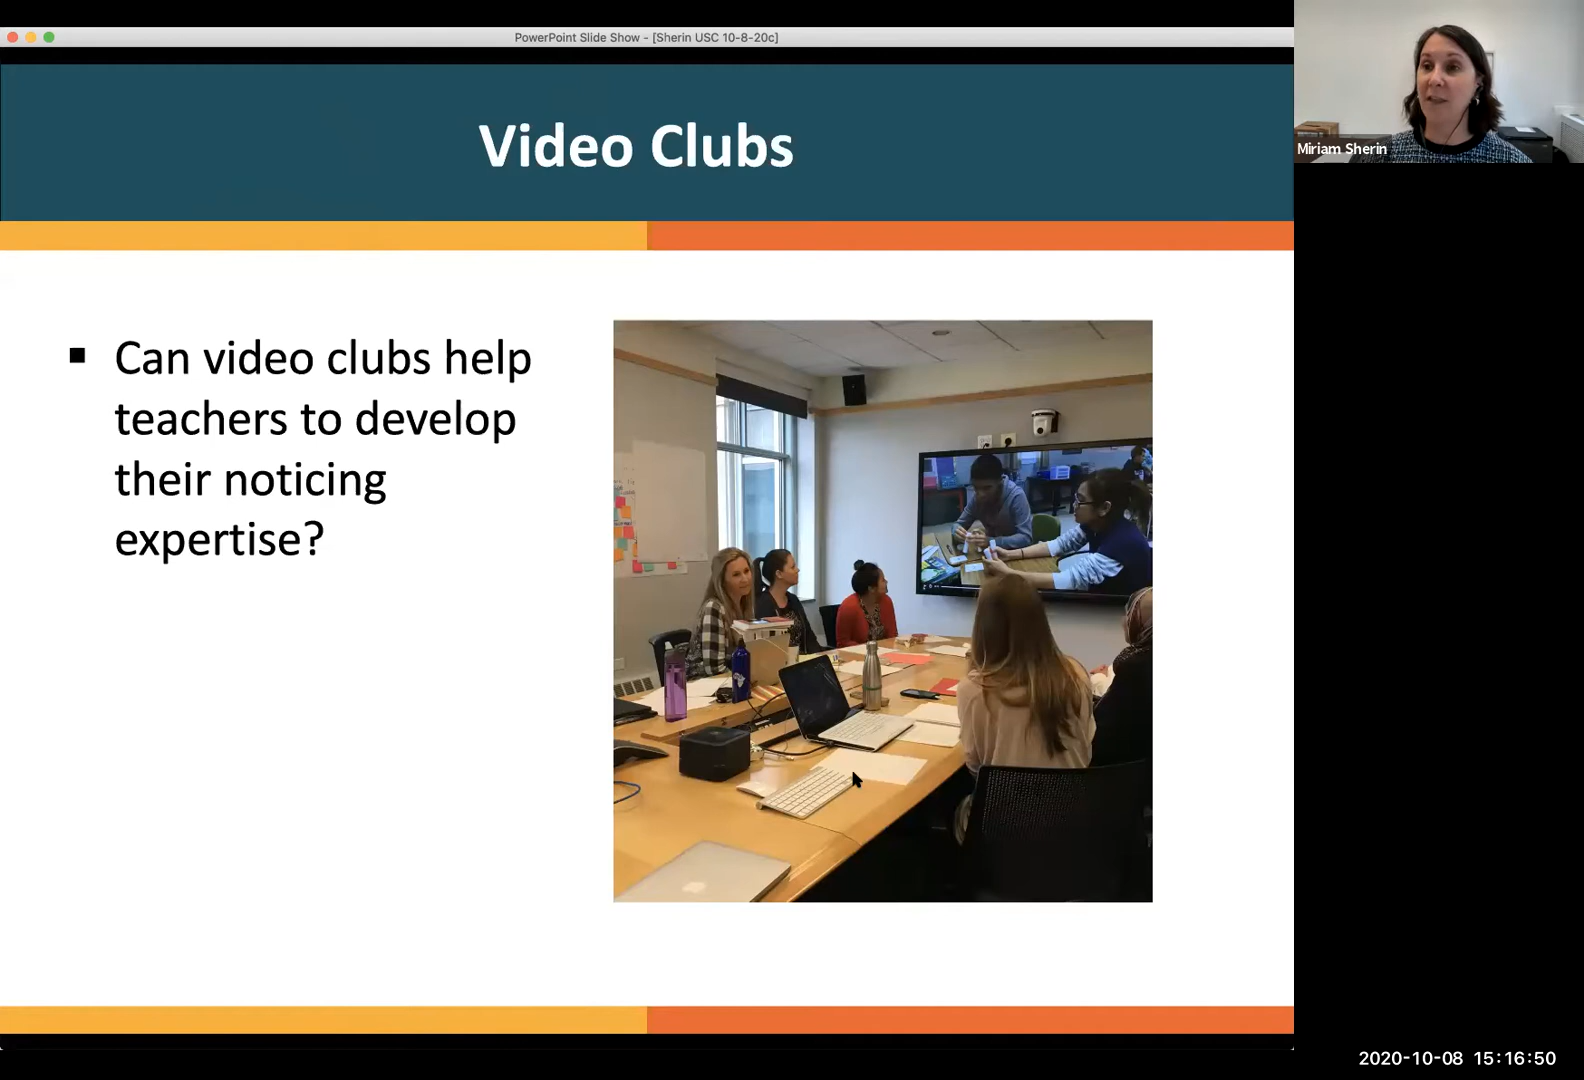 PowerPoint Slide Show - [Sherin USC 10-8-20c]
Video Clubs
Miriam Sherin
Can video clubs help
teachers to develop
their noticing
expertise?
2020-10-08 15:16:50